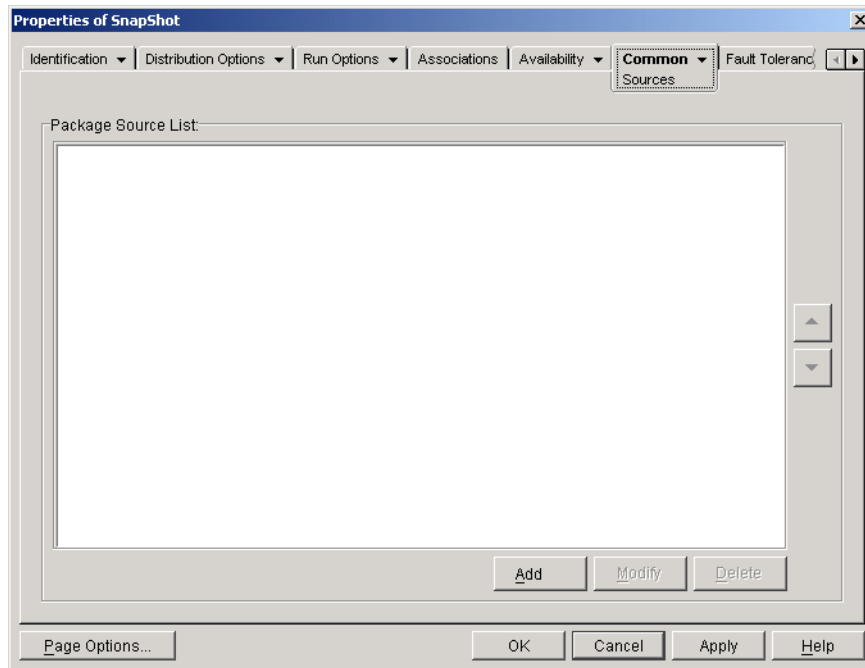 Properties of SnapShot
Identification Distribution Options Run Options Associations Availability Common Fault Toleranc
Sources
Package Source List:
Add Modify Delete
Page Options... OK Cancel Apply Help